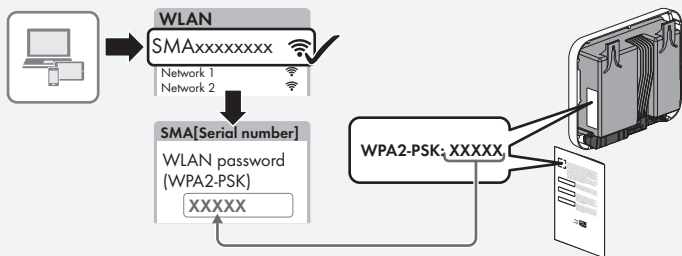 WLAN
SMAxxxxxxxx
Network 1
Network 2
SMA[Serial number]
WLAN password
(WPA2-PSK)
XXXXX
WPA2-PSK: XXXXX